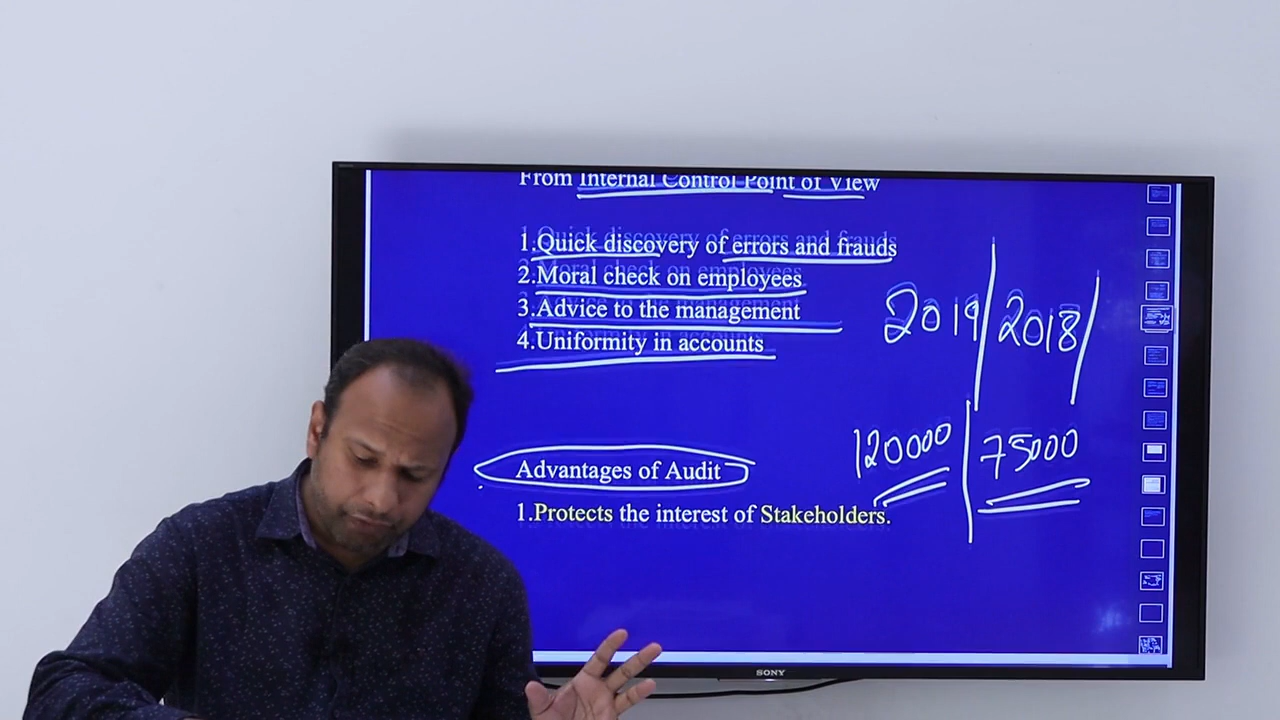 From Internal Control Point of View
1.Quick discovery of errors and frauds
2.Moral check on employees
3.Advice to the management
4.Uniformity in accounts
2019 2018
120000 75000
Advantages of Audit
1.Protects the interest of Stakeholders.
SONY